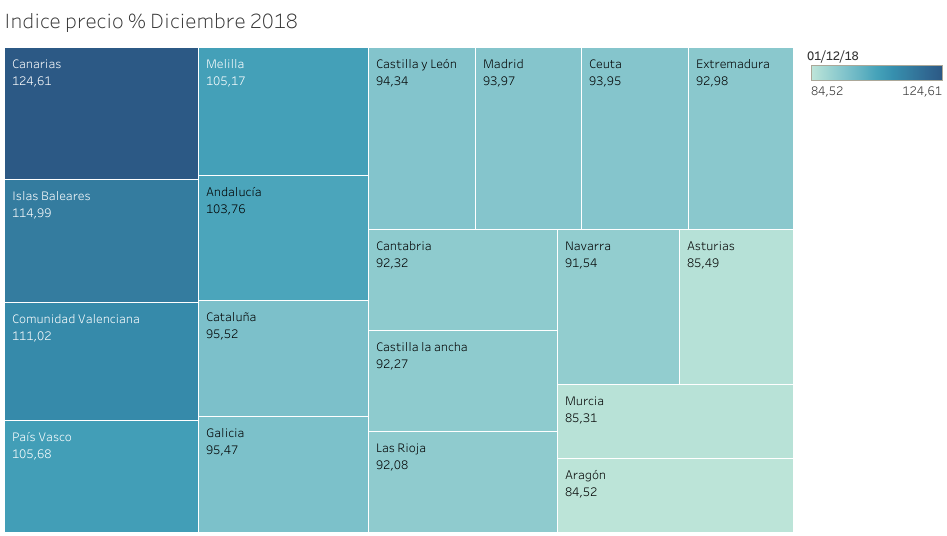 Indice precio % Diciembre 2018
Canarias
124,61
Islas Baleares
114,99
Comunidad Valenciana
111,02
País Vasco
105,68
Melilla
105,17
Andalucía
103,76
Cataluña
95,52
Galicia
95,47
Castilla y León
94,34
Madrid
93,97
Ceuta
93,95
Extremadura
92,98
Cantabria
92,32
Castilla la ancha
92,27
Las Rioja
92,08
Navarra
91,54
Asturias
85,49
Murcia
85,31
Aragón
84,52
01/12/18
84,52 124,61